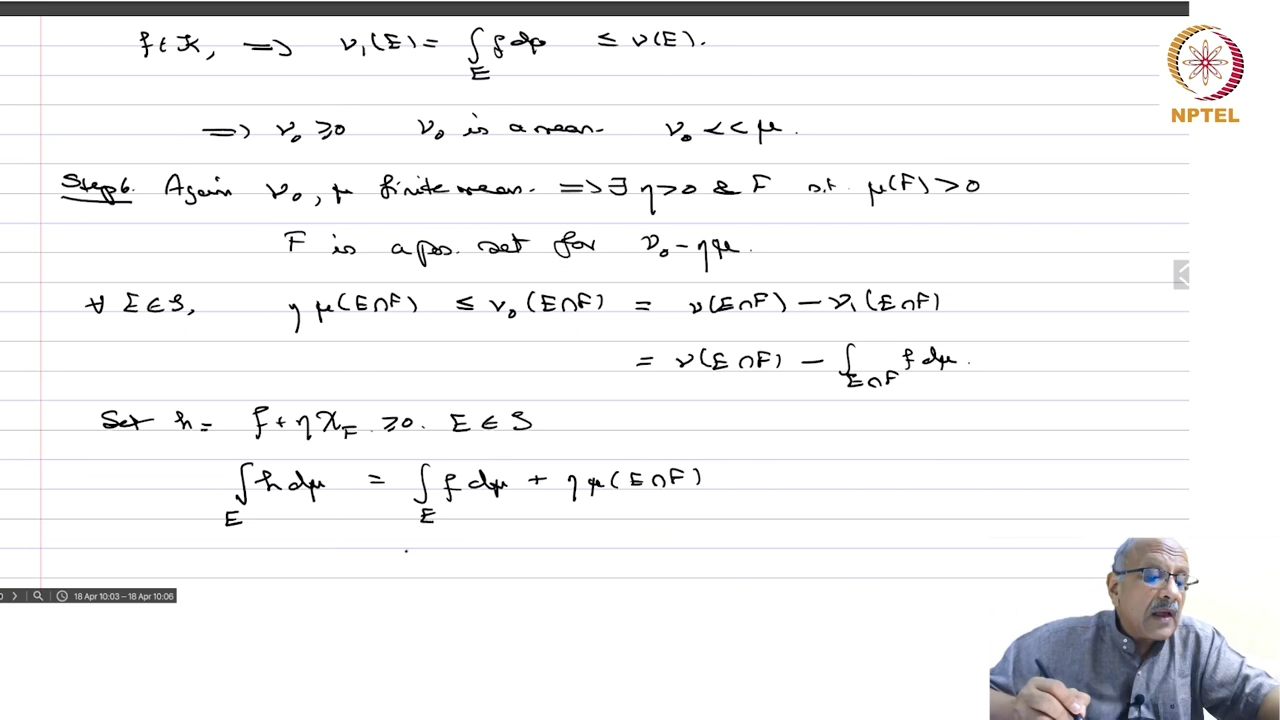 f ∈ K, ⟹ ν₁(E) = ∫_E f dμ ≤ ν(E).
⟹ ν₀ ≥ 0 ν₀ is a meas. ν₀ << μ.
Step 6. Again ν₀, μ finite meas. ⟹ ∃ η>0 & F s.t. μ(F) > 0
F is a pos. set for ν₀ − ημ.
∀ E ∈ S, η μ(E∩F) ≤ ν₀(E∩F) = ν(E∩F) − ν₁(E∩F)
= ν(E∩F) − ∫_{E∩F} f dμ.
Set h = f + η χ_F ≥ 0. E ∈ S
∫_E h dμ = ∫_E f dμ + η μ(E∩F)
18 Apr 10:03 – 18 Apr 10:06
NPTEL